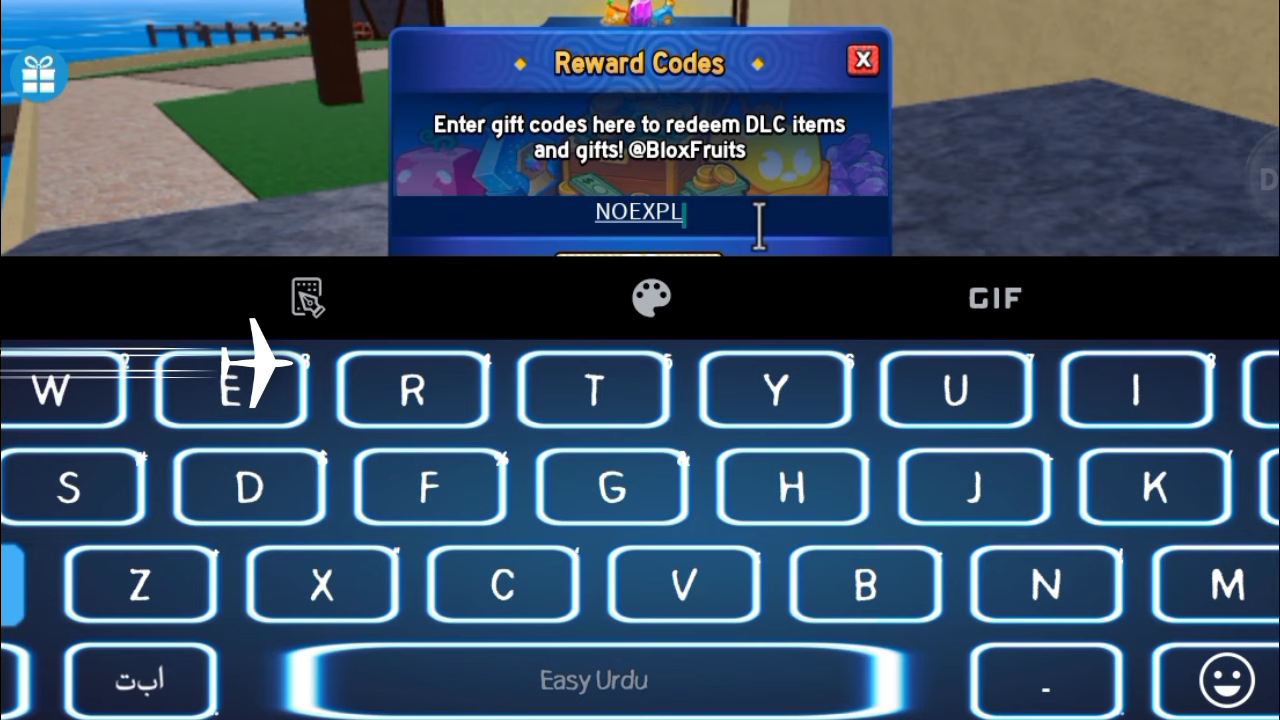 Reward Codes
X
Enter gift codes here to redeem DLC items
and gifts! @BloxFruits
NOEXPL
D
GIF
W E R T Y U I
S D F G H J K
Z X C V B N M
ابت Easy Urdu -